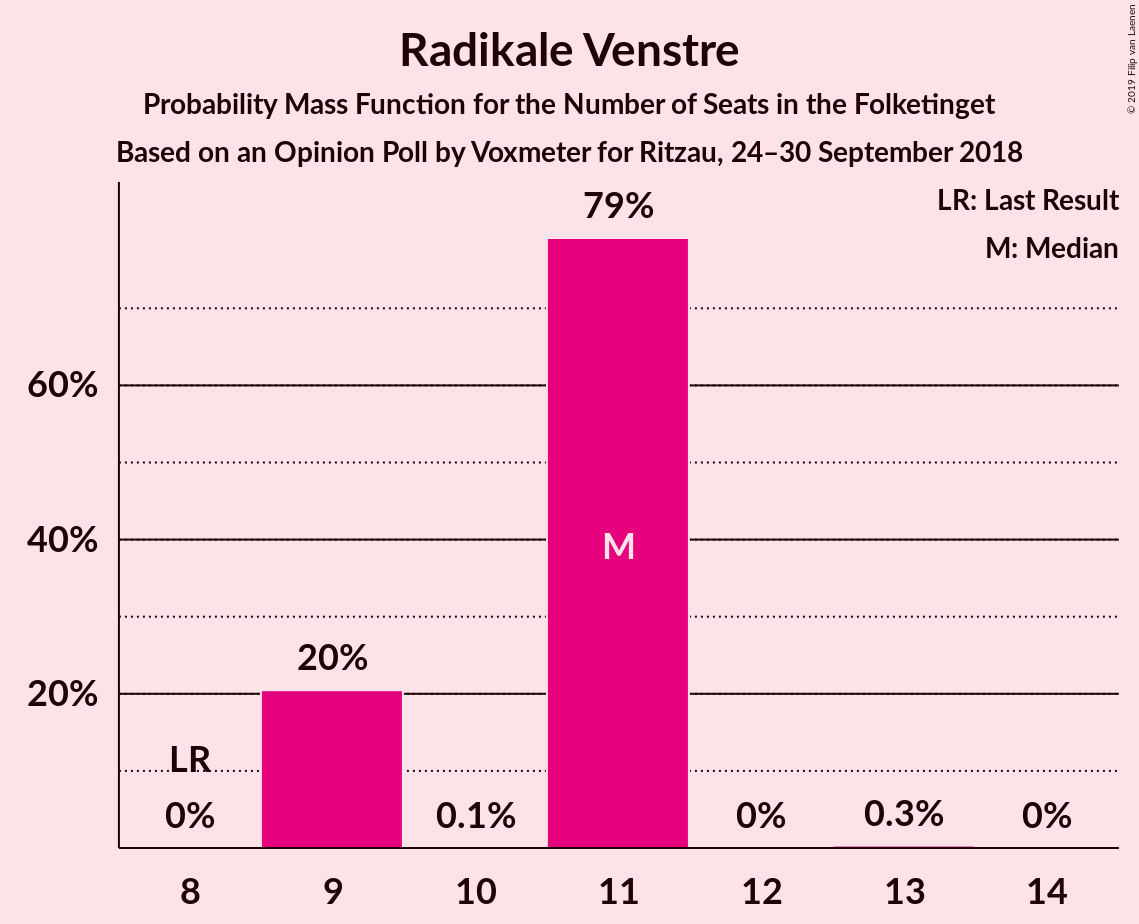 Radikale Venstre
Probability Mass Function for the Number of Seats in the Folketinget
Based on an Opinion Poll by Voxmeter for Ritzau, 24–30 September 2018
© 2019 Filip van Laenen
LR: Last Result
M: Median
79%
60%
40%
M
20%
20%
LR
0%
0.1%
0%
0.3%
0%
8
9
10
11
12
13
14